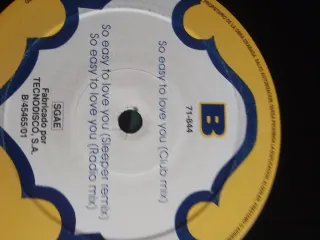 B
71-844
So easy to love you (Club mix)
So easy to love you (Sleeper remix)
So easy to love you (Radio mix)
SGAE
Fabricado por
TECNODISCO, S.A.
B/45465/01